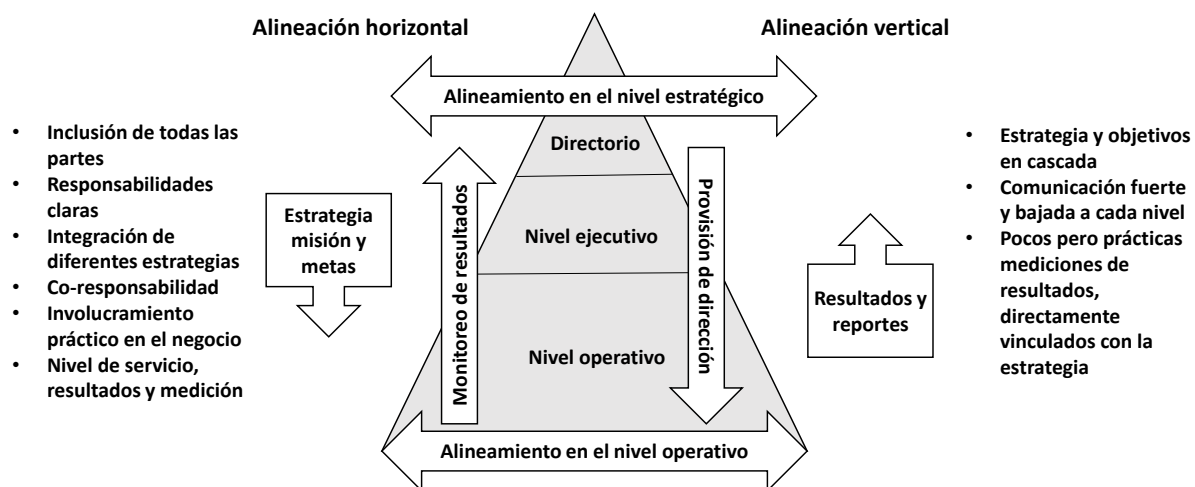 Alineación horizontal
Alineación vertical
Alineamiento en el nivel estratégico
• Inclusión de todas las
partes
• Responsabilidades
claras
• Integración de
diferentes estrategias
• Co-responsabilidad
• Involucramiento
práctico en el negocio
• Nivel de servicio,
resultados y medición
Estrategia
misión y
metas
Monitoreo de resultados
Directorio
Nivel ejecutivo
Nivel operativo
Provisión de dirección
Resultados y
reportes
• Estrategia y objetivos
en cascada
• Comunicación fuerte
y bajada a cada nivel
• Pocos pero prácticas
mediciones de
resultados,
directamente
vinculados con la
estrategia
Alineamiento en el nivel operativo